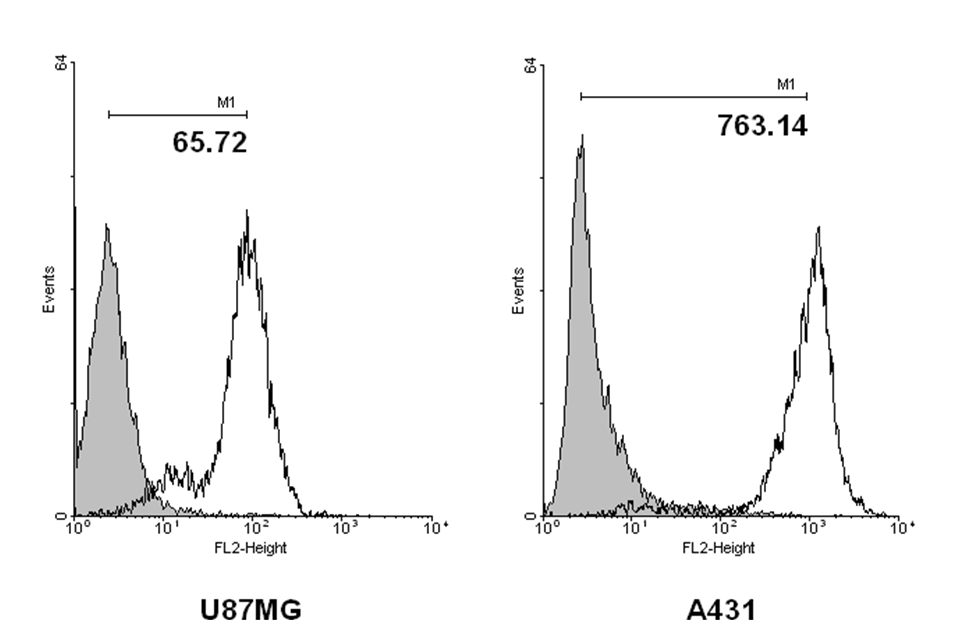 64
M1
65.72
Events
0
10⁰ 10¹ 10² 10³ 10⁴
FL2-Height
U87MG
64
M1
763.14
Events
0
10⁰ 10¹ 10² 10³ 10⁴
FL2-Height
A431